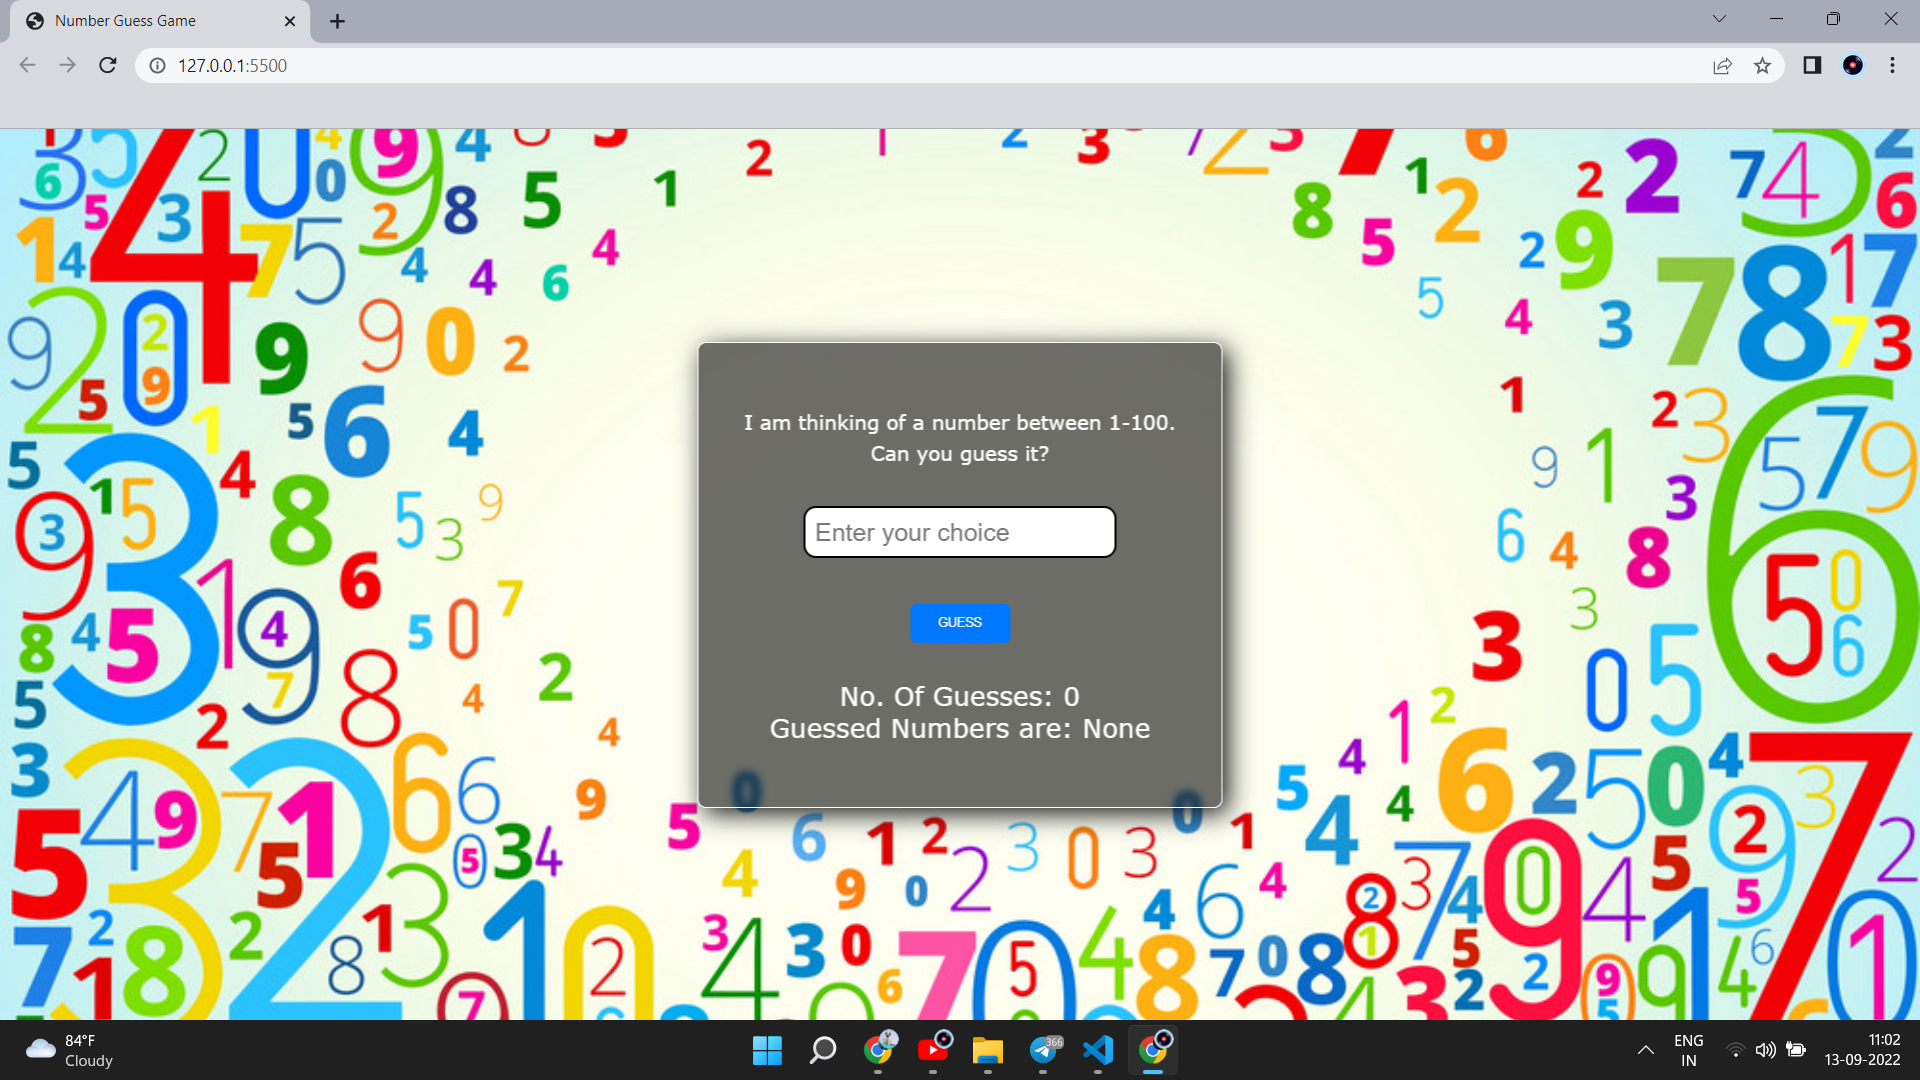 Number Guess Game
127.0.0.1:5500
I am thinking of a number between 1-100.
Can you guess it?
Enter your choice
GUESS
No. Of Guesses: 0
Guessed Numbers are: None
84°F
Cloudy
366
ENG
IN
11:02
13-09-2022